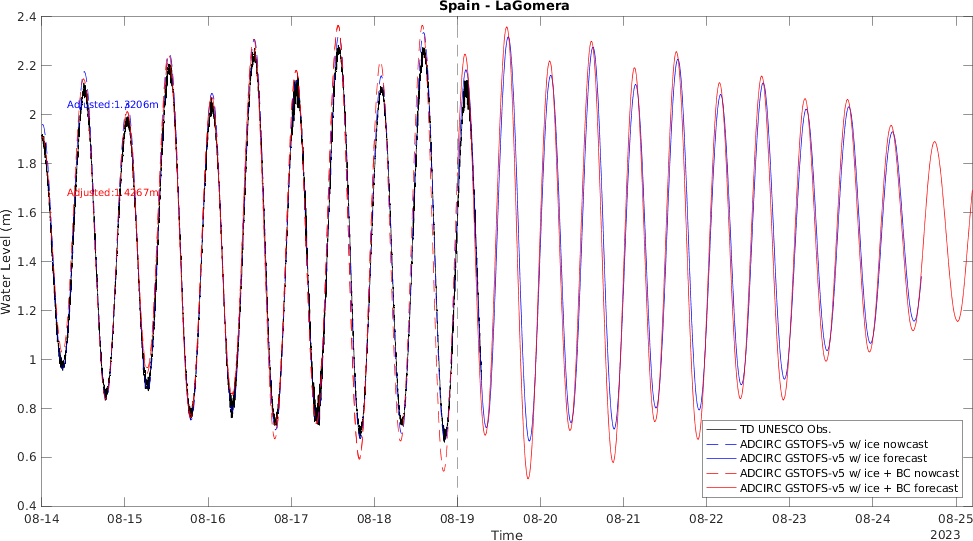 Spain - LaGomera
2.4
2.2
2
1.8
1.6
1.4
1.2
1
0.8
0.6
0.4
Water Level (m)
Adjusted:1.3206m
Adjusted:1.4267m
TD UNESCO Obs.
ADCIRC GSTOFS-v5 w/ ice nowcast
ADCIRC GSTOFS-v5 w/ ice forecast
ADCIRC GSTOFS-v5 w/ ice + BC nowcast
ADCIRC GSTOFS-v5 w/ ice + BC forecast
08-14 08-15 08-16 08-17 08-18 08-19 08-20 08-21 08-22 08-23 08-24 08-25
Time
2023